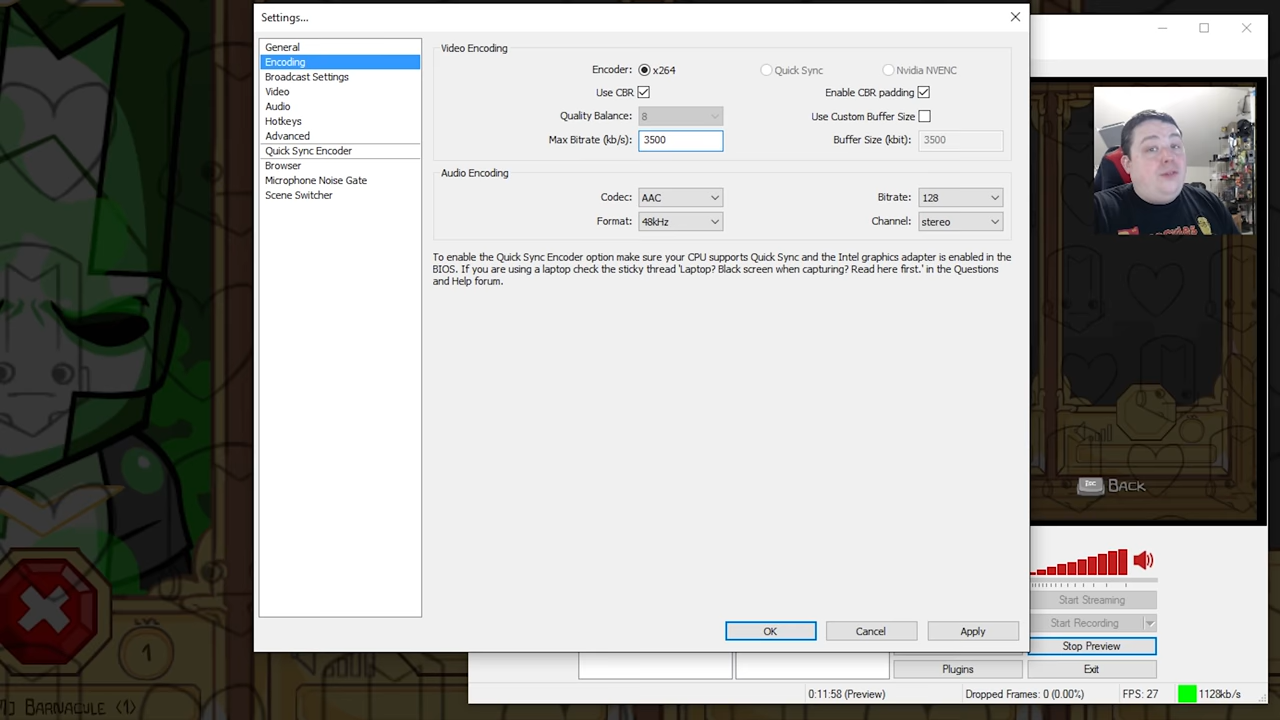 Settings...
General
Encoding
Broadcast Settings
Video
Audio
Hotkeys
Advanced
Quick Sync Encoder
Browser
Microphone Noise Gate
Scene Switcher
Video Encoding
Encoder: x264 Quick Sync Nvidia NVENC
Use CBR Enable CBR padding
Quality Balance: 8 Use Custom Buffer Size
Max Bitrate (kb/s): 3500 Buffer Size (kbit): 3500
Audio Encoding
Codec: AAC Bitrate: 128
Format: 48kHz Channel: stereo
To enable the Quick Sync Encoder option make sure your CPU supports Quick Sync and the Intel graphics adapter is enabled in the
BIOS. If you are using a laptop check the sticky thread 'Laptop? Black screen when capturing? Read here first.' in the Questions
and Help forum.
OK Cancel Apply
Esc BACK
Start Streaming
Start Recording
Stop Preview
Plugins Exit
0:11:58 (Preview) Dropped Frames: 0 (0.00%) FPS: 27 1128kb/s
LVL
1
BARNACULE <1>